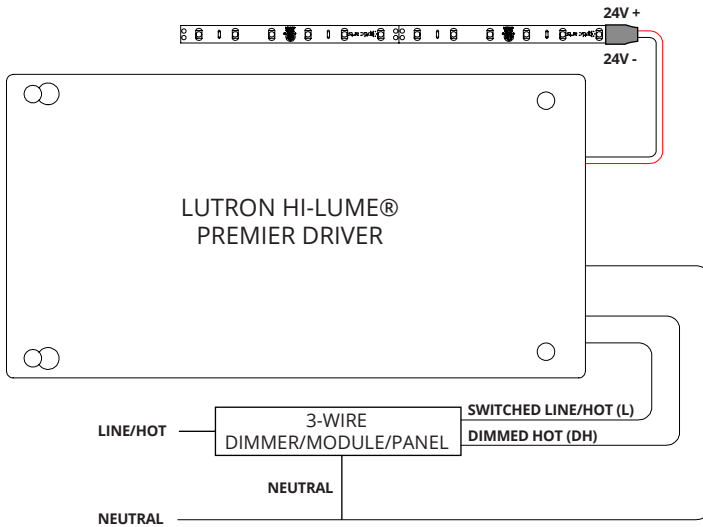 24V +
24V -
LUTRON HI-LUME®
PREMIER DRIVER
SWITCHED LINE/HOT (L)
3-WIRE
LINE/HOT
DIMMER/MODULE/PANEL
DIMMED HOT (DH)
NEUTRAL
NEUTRAL